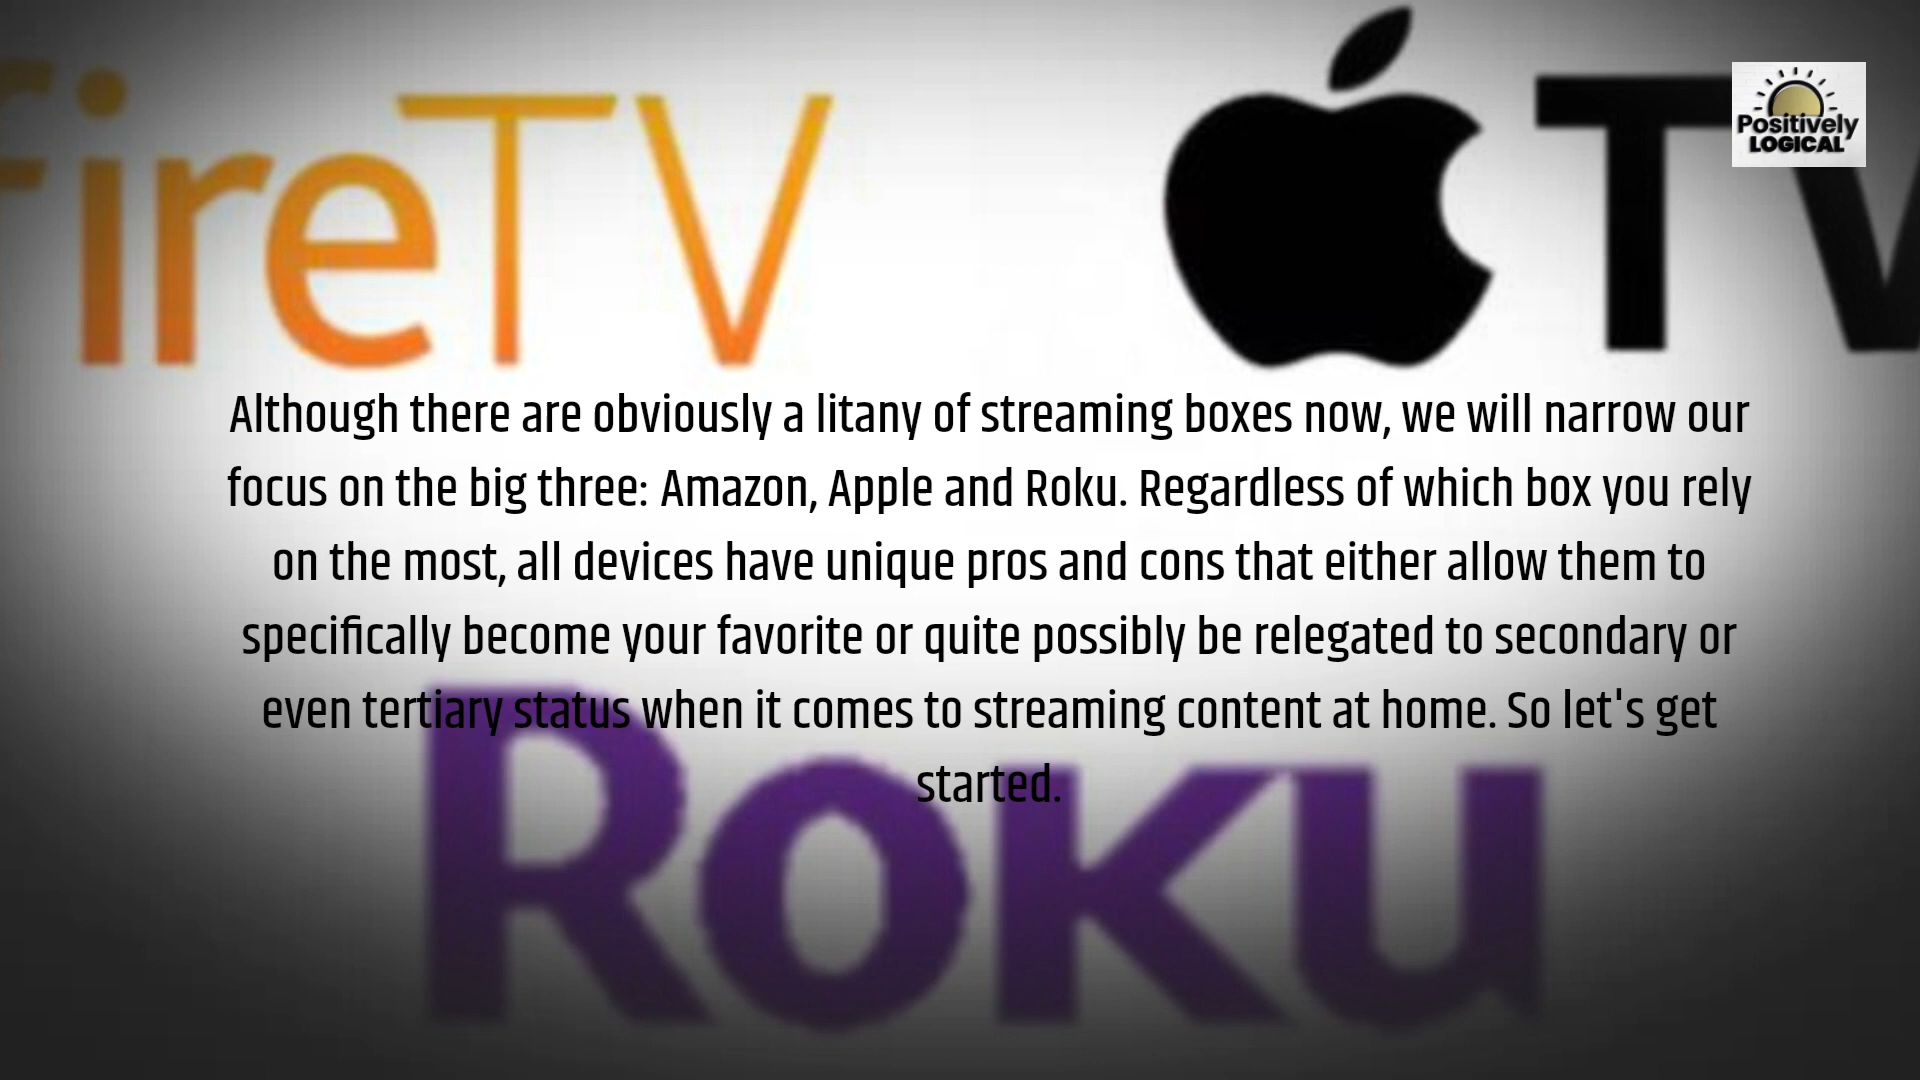 fireTV
TV
Positively
LOGICAL
Although there are obviously a litany of streaming boxes now, we will narrow our
focus on the big three: Amazon, Apple and Roku. Regardless of which box you rely
on the most, all devices have unique pros and cons that either allow them to
specifically become your favorite or quite possibly be relegated to secondary or
even tertiary status when it comes to streaming content at home. So let's get
started.
Roku